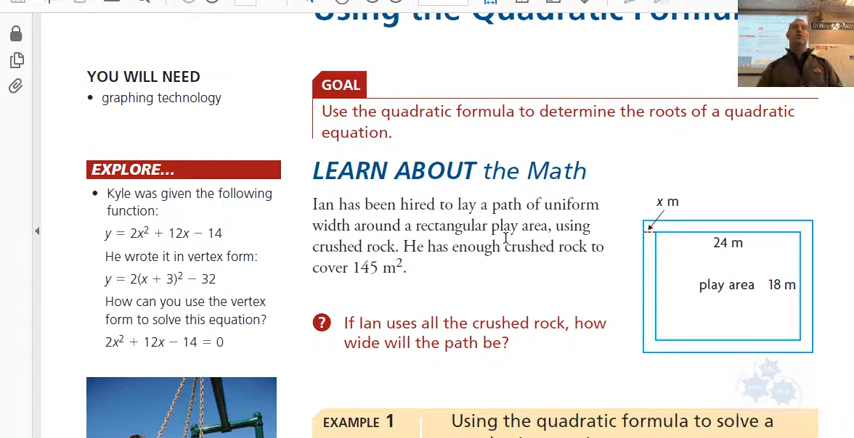 Using the Quadratic Formula
YOU WILL NEED
• graphing technology
EXPLORE...
• Kyle was given the following
function:
y = 2x² + 12x − 14
He wrote it in vertex form:
y = 2(x + 3)² − 32
How can you use the vertex
form to solve this equation?
2x² + 12x − 14 = 0
GOAL
Use the quadratic formula to determine the roots of a quadratic
equation.
LEARN ABOUT the Math
Ian has been hired to lay a path of uniform
width around a rectangular play area, using
crushed rock. He has enough crushed rock to
cover 145 m².
x m
24 m
play area 18 m
? If Ian uses all the crushed rock, how
wide will the path be?
EXAMPLE 1 Using the quadratic formula to solve a